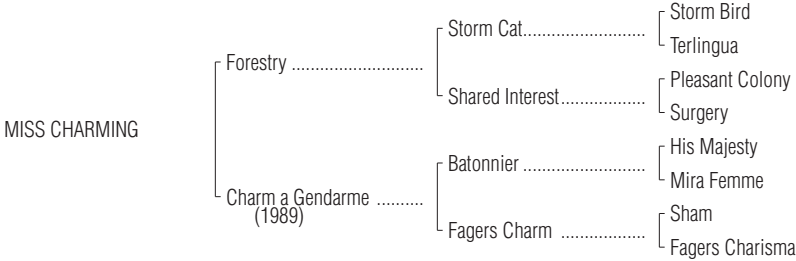 Storm Bird
Storm Cat..........................
Terlingua
Forestry ............................
Pleasant Colony
Shared Interest..................
Surgery
MISS CHARMING
His Majesty
Batonnier ..........................
Mira Femme
Charm a Gendarme ..........
(1989)
Sham
Fagers Charm ..................
Fagers Charisma